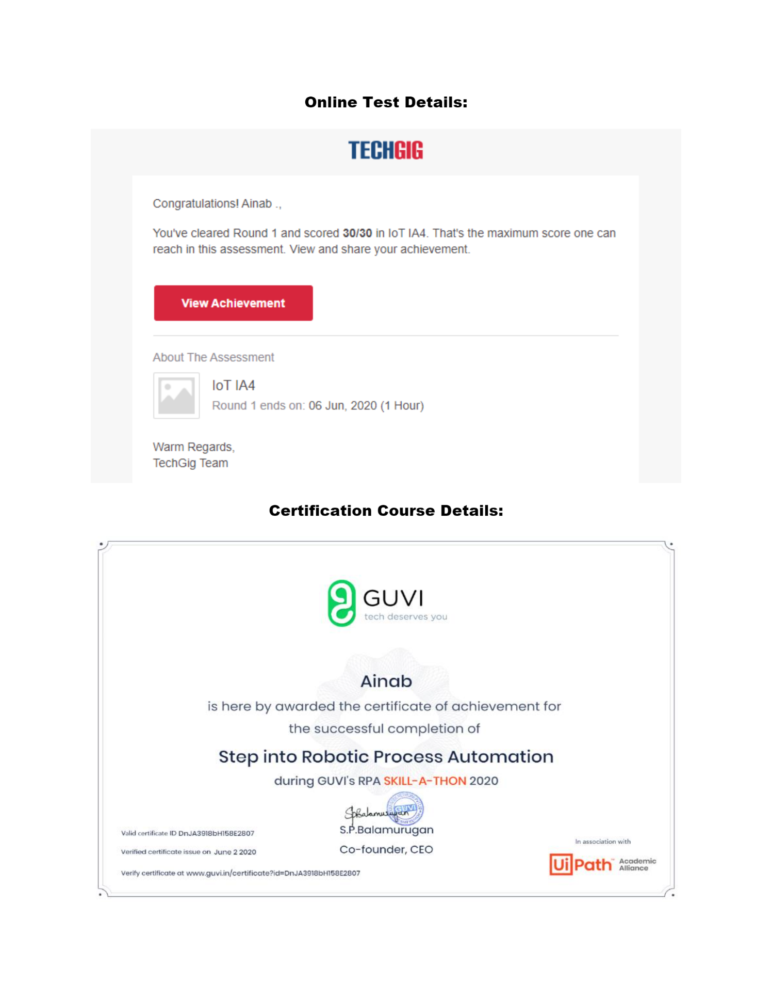 Online Test Details:
TECHGIG
Congratulations! Ainab .,
You've cleared Round 1 and scored 30/30 in IoT IA4. That's the maximum score one can
reach in this assessment. View and share your achievement.
View Achievement
About The Assessment
IoT IA4
Round 1 ends on: 06 Jun, 2020 (1 Hour)
Warm Regards,
TechGig Team
Certification Course Details:
GUVI
tech deserves you
Ainab
is here by awarded the certificate of achievement for
the successful completion of
Step into Robotic Process Automation
during GUVI's RPA SKILL-A-THON 2020
SpBalamurugan
GUVI
S.P.Balamurugan
Co-founder, CEO
Valid certificate ID DnJA3918bH158E2807
Verified certificate issue on June 2 2020
Verify certificate at www.guvi.in/certificate?id=DnJA3918bH158E2807
In association with
UiPath™ Academic
Alliance